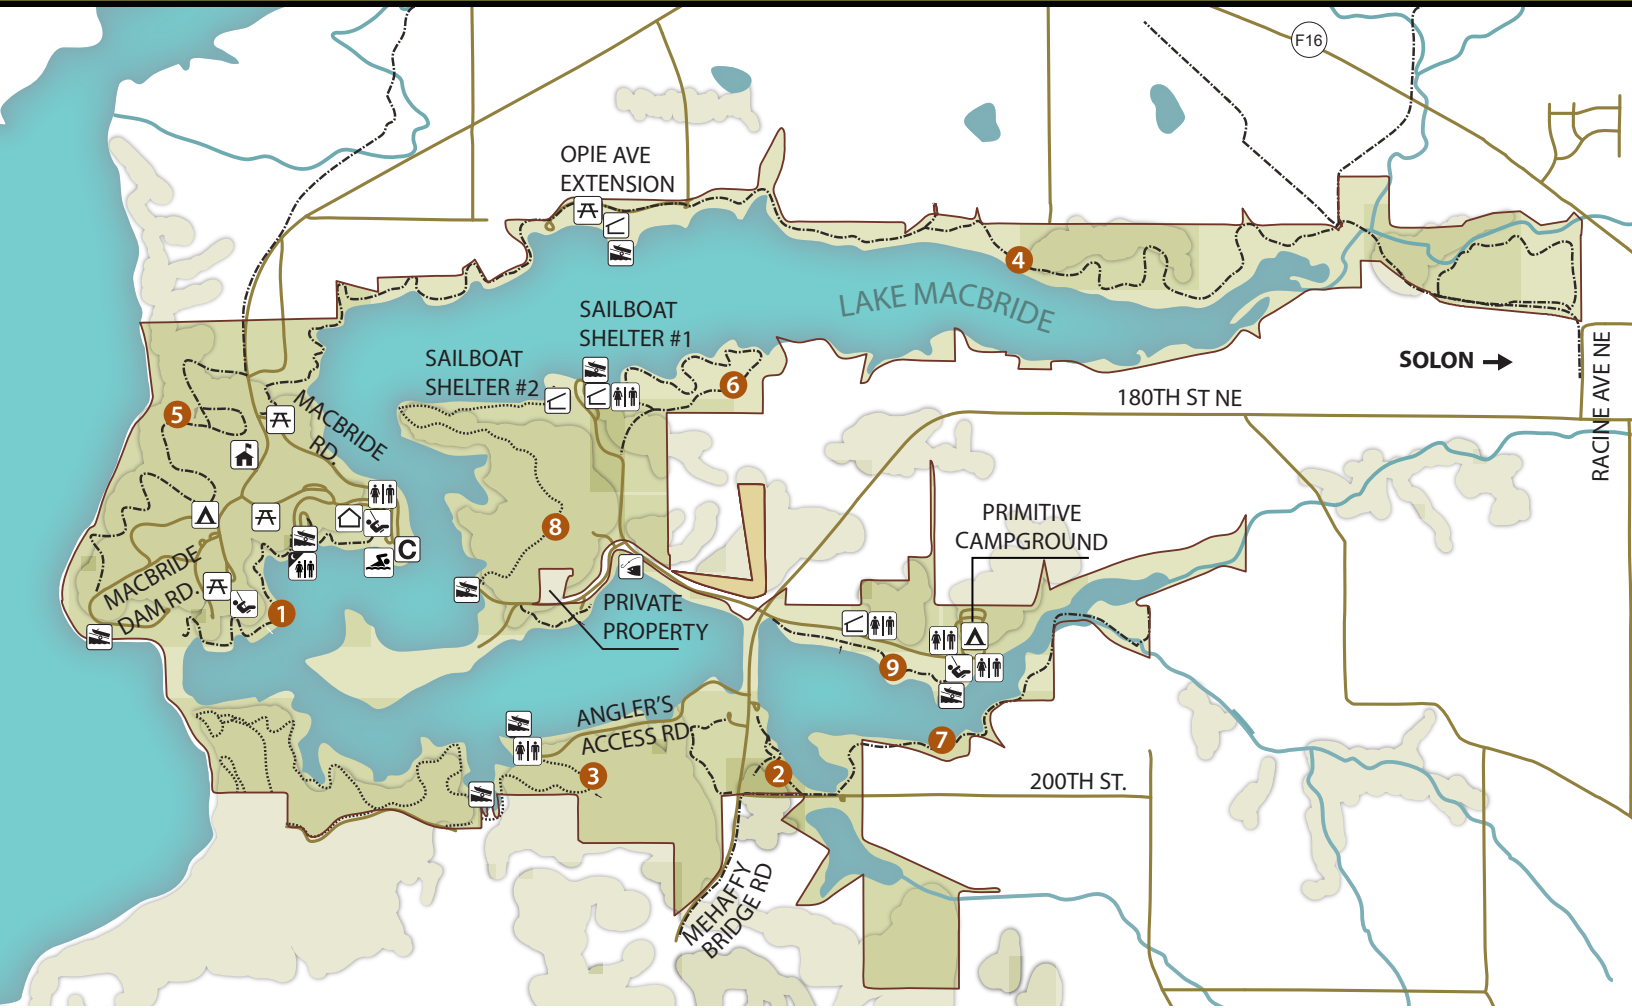 F16
OPIE AVE
EXTENSION
4
LAKE MACBRIDE
SAILBOAT
SHELTER #1
SAILBOAT
SHELTER #2
6
SOLON
RACINE AVE NE
180TH ST NE
5
MACBRIDE
RD.
8
C
PRIMITIVE
CAMPGROUND
MACBRIDE
DAM RD.
1
PRIVATE
PROPERTY
9
ANGLER'S
ACCESS RD
7
3
2
200TH ST.
MEHAFFY
BRIDGE RD